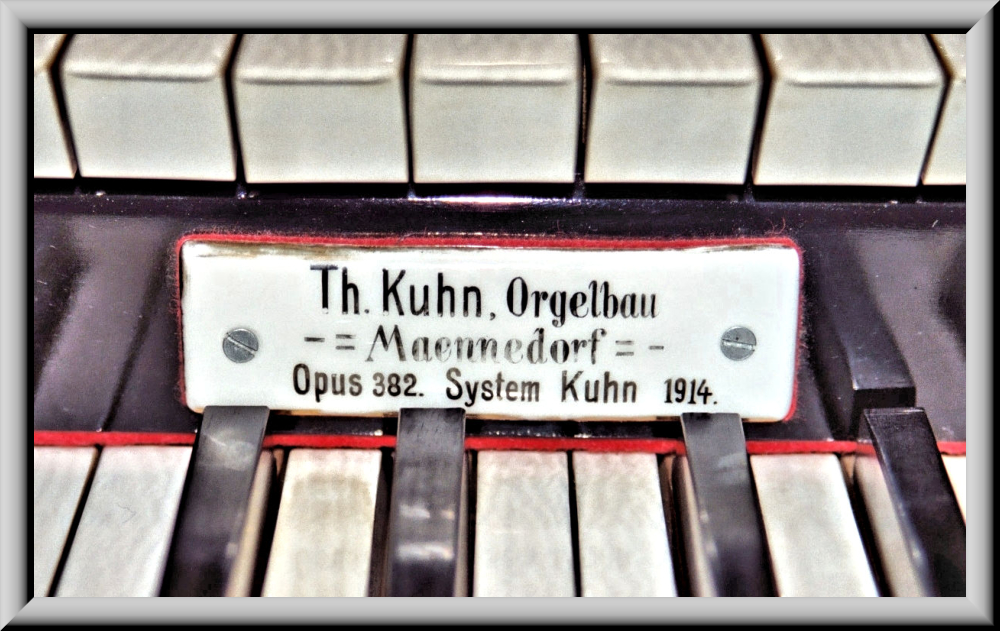 Th. Kuhn, Orgelbau
-= Maennedorf =-
Opus 382. System Kuhn 1914.